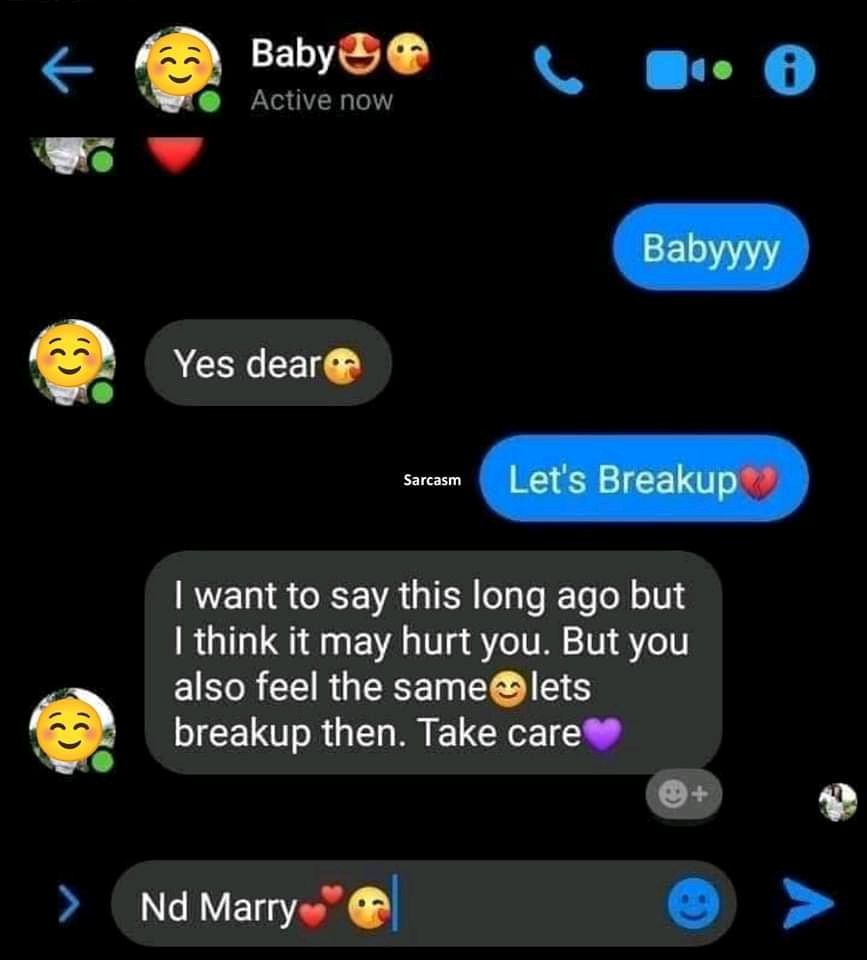 Baby😍😘
Active now
Babyyyy
Yes dear😘
Sarcasm
Let's Breakup💔
I want to say this long ago but
I think it may hurt you. But you
also feel the same😊lets
breakup then. Take care💜
Nd Marry💕😘